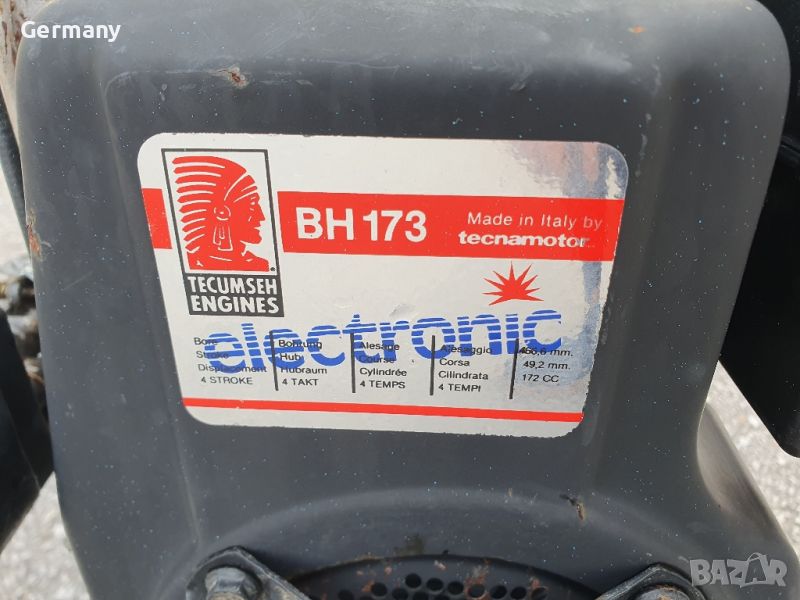 Germany
BH 173
Made in Italy by
tecnamotor
TECUMSEH
ENGINES
electronic
Bore Bohrung Alesage Alesaggio 66,6 mm.
Stroke Hub Course Corsa 49,2 mm.
Displacement Hubraum Cylindrée Cilindrata 172 CC
4 STROKE 4 TAKT 4 TEMPS 4 TEMPI
BAZAR